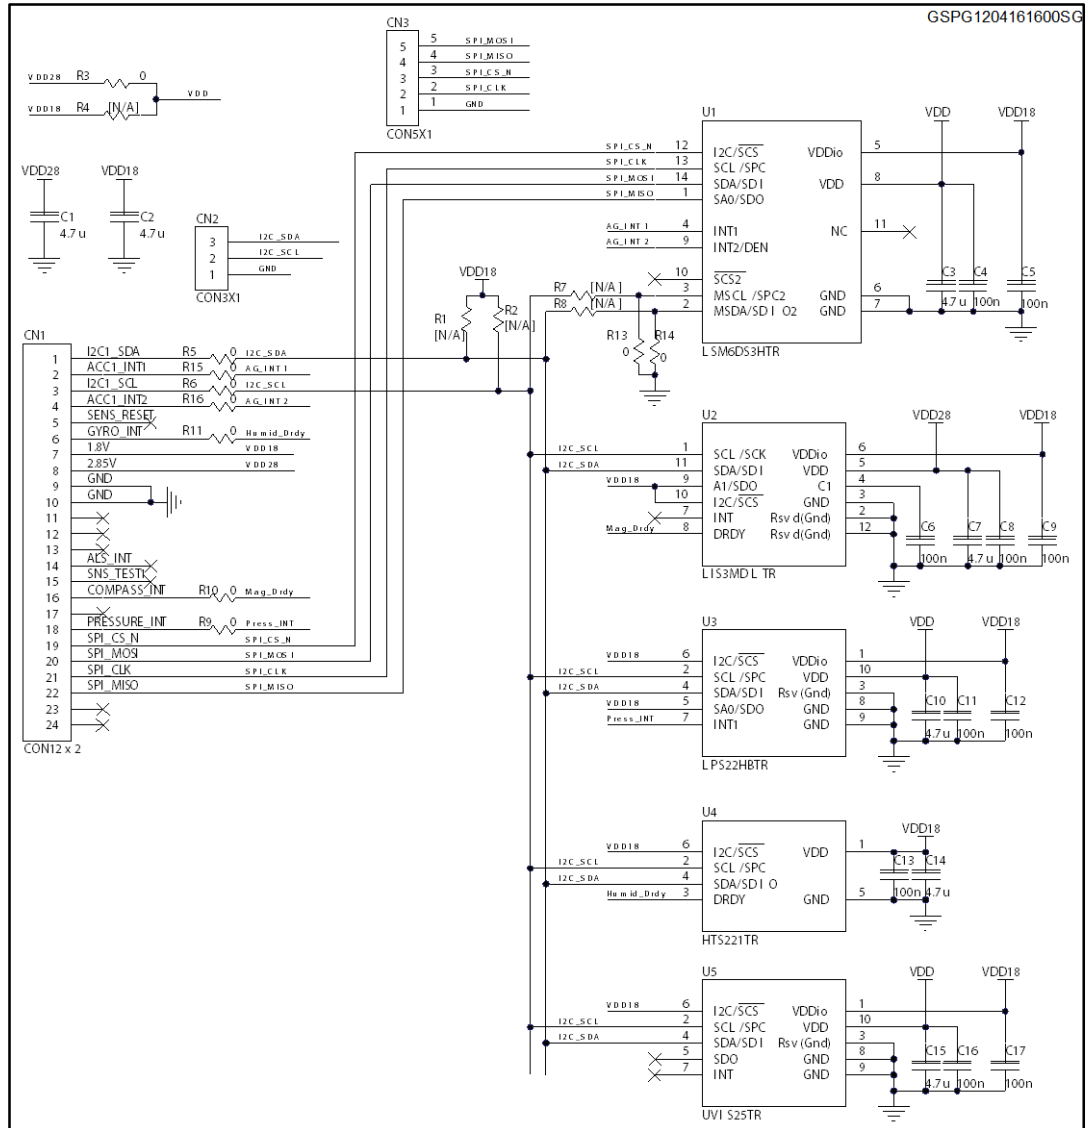 GSPG1204161600SG
CN3
5 5 SPI_MOSI
4 4 SPI_MISO
3 3 SPI_CS_N
2 2 SPI_CLK
1 1 GND
CON5X1
VDD28 R3 0
VDD
VDD18 R4 [N/A]
VDD28 VDD18
C1 C2
4.7u 4.7u
CN2
3 I2C_SDA
2 I2C_SCL
1 GND
CON3X1
U1 VDD VDD18
SPI_CS_N 12 I2C/SCS VDDio 5
SPI_CLK 13 SCL/SPC
SPI_MOSI 14 SDA/SDI VDD 8
SPI_MISO 1 SA0/SDO
AG_INT1 4 INT1 NC 11
AG_INT2 9 INT2/DEN
10 SCS2
3 MSCL/SPC2 GND 6
2 MSDA/SDIO2 GND 7
LSM6DS3HTR
C3 C4 C5
4.7u 100n 100n
VDD18
R7 [N/A]
R8 [N/A]
R1 [N/A]
R2 [N/A]
R13 0
R14 0
CN1
1 I2C1_SDA R5 0 I2C_SDA
2 ACC1_INT1 R15 0 AG_INT1
3 I2C1_SCL R6 0 I2C_SCL
4 ACC1_INT2 R16 0 AG_INT2
5 SENS_RESET
6 GYRO_INT R11 0 Humid_Drdy
7 1.8V VDD18
8 2.85V VDD28
9 GND
10 GND
11
12
13
14 ALS_INT
15 SNS_TEST1
16 COMPASS_INT R10 0 Mag_Drdy
17
18 PRESSURE_INT R9 0 Press_INT
19 SPI_CS_N SPI_CS_N
20 SPI_MOSI SPI_MOSI
21 SPI_CLK SPI_CLK
22 SPI_MISO SPI_MISO
23
24
CON12 x 2
U2 VDD28 VDD18
I2C_SCL 1 SCL/SCK VDDio 6
I2C_SDA 11 SDA/SDI VDD 5
VDD18 9 A1/SDO C1 4
10 I2C/SCS GND 3
7 INT Rsvd(Gnd) 2
Mag_Drdy 8 DRDY Rsvd(Gnd) 12
LIS3MDLTR
C6 C7 C8 C9
100n 4.7u 100n 100n
U3 VDD VDD18
VDD18 6 I2C/SCS VDDio 1
I2C_SCL 2 SCL/SPC VDD 10
I2C_SDA 4 SDA/SDI Rsv(Gnd) 3
VDD18 5 SA0/SDO GND 8
Press_INT 7 INT1 GND 9
LPS22HBTR
C10 C11 C12
4.7u 100n 100n
U4 VDD18
VDD18 6 I2C/SCS VDD 1
I2C_SCL 2 SCL/SPC
I2C_SDA 4 SDA/SDIO
Humid_Drdy 3 DRDY GND 5
HTS221TR
C13 C14
100n 4.7u
U5 VDD VDD18
VDD18 6 I2C/SCS VDDio 1
I2C_SCL 2 SCL/SPC VDD 10
I2C_SDA 4 SDA/SDI Rsv(Gnd) 3
5 SDO GND 8
7 INT GND 9
UVIS25TR
C15 C16 C17
4.7u 100n 100n